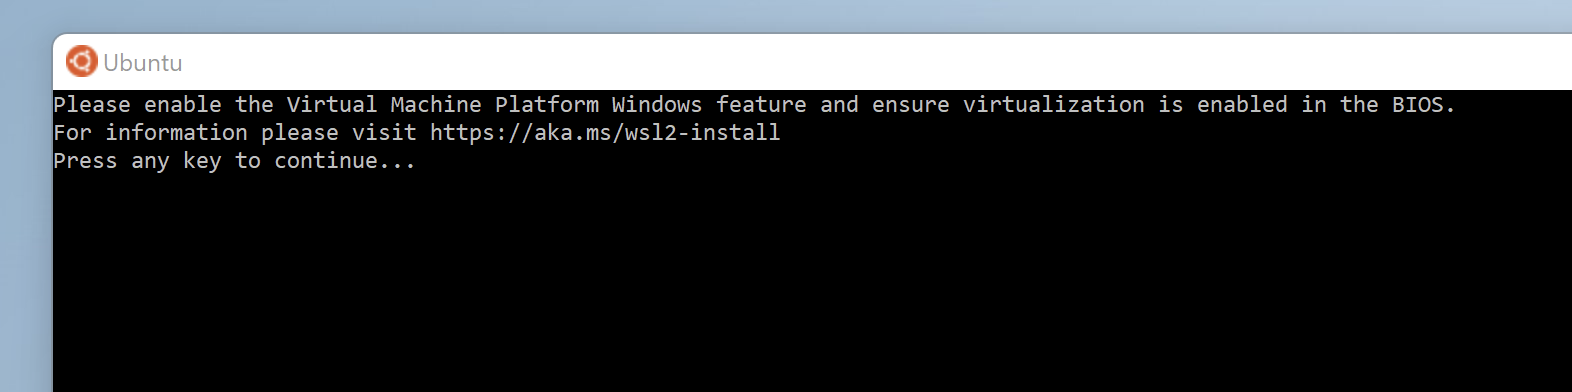 Ubuntu
Please enable the Virtual Machine Platform Windows feature and ensure virtualization is enabled in the BIOS.
For information please visit https://aka.ms/wsl2-install
Press any key to continue...